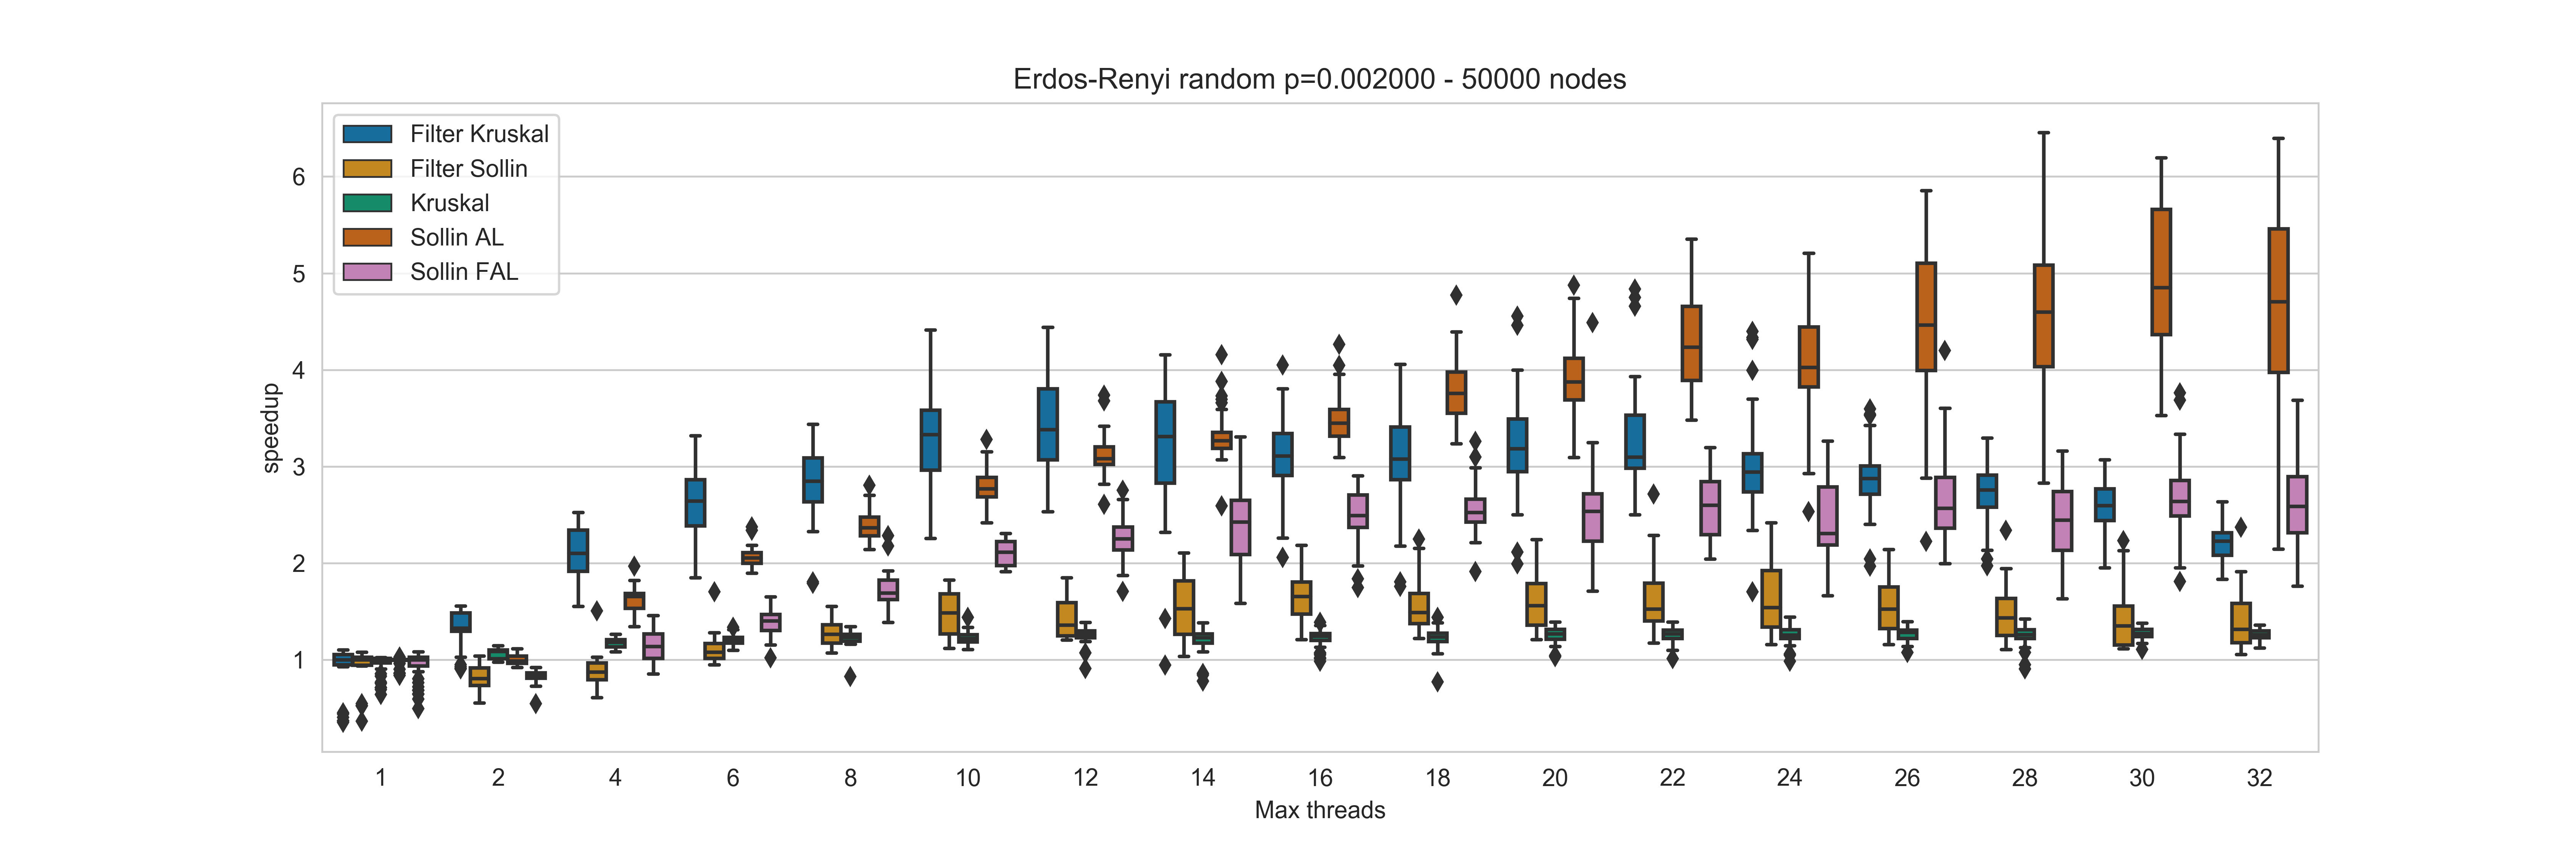 Erdos-Renyi random p=0.002000 - 50000 nodes
Filter Kruskal
Filter Sollin
Kruskal
Sollin AL
Sollin FAL
speedup
6
5
4
3
2
1
1 2 4 6 8 10 12 14 16 18 20 22 24 26 28 30 32
Max threads